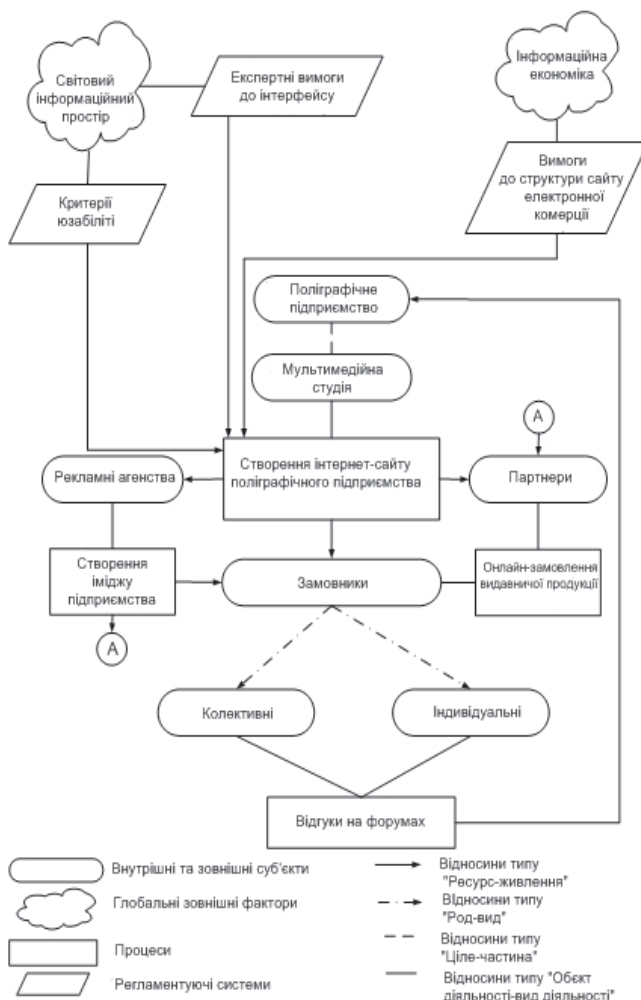 Світовий
інформаційний
простір
Експертні вимоги
до інтерфейсу
Інформаційна
економіка
Критерії
юзабіліті
Вимоги
до структури сайту
електронної
комерції
Поліграфічне
підприємство
Мультимедійна
студія
А
Рекламні агенства
Створення інтернет-сайту
поліграфічного підприємства
Партнери
Створення
іміджу
підприємства
Замовники
Онлайн-замовлення
видавничої продукції
А
Колективні
Індивідуальні
Відгуки на форумах
Внутрішні та зовнішні суб'єкти
Глобальні зовнішні фактори
Процеси
Регламентуючі системи
Відносини типу
"Ресурс-живлення"
Відносини типу
"Род-вид"
Відносини типу
"Ціле-частина"
Відносини типу "Обєкт
діяльності-вид діяльності"